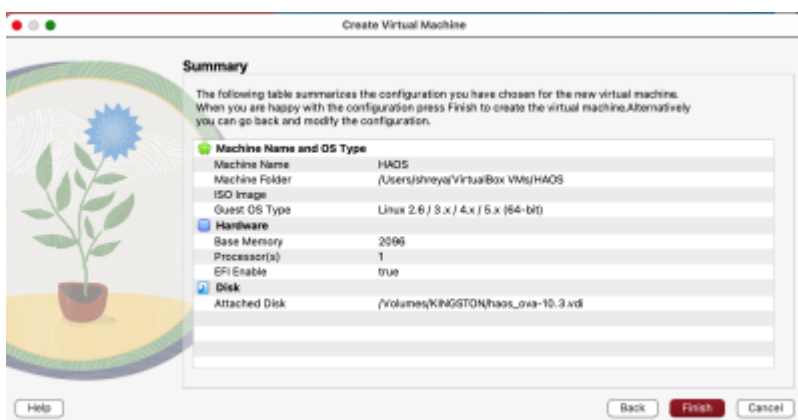 Create Virtual Machine
Summary
The following table summarizes the configuration you have chosen for the new virtual machine.
When you are happy with the configuration press Finish to create the virtual machine.Alternatively
you can go back and modify the configuration.
Machine Name and OS Type
Machine Name HAOS
Machine Folder /Users/shreya/VirtualBox VMs/HAOS
ISO Image
Guest OS Type Linux 2.6 / 3.x / 4.x / 5.x (64-bit)
Hardware
Base Memory 2096
Processor(s) 1
EFI Enable true
Disk
Attached Disk /Volumes/KINGSTON/haos_ova-10.3.vdi
Help Back Finish Cancel